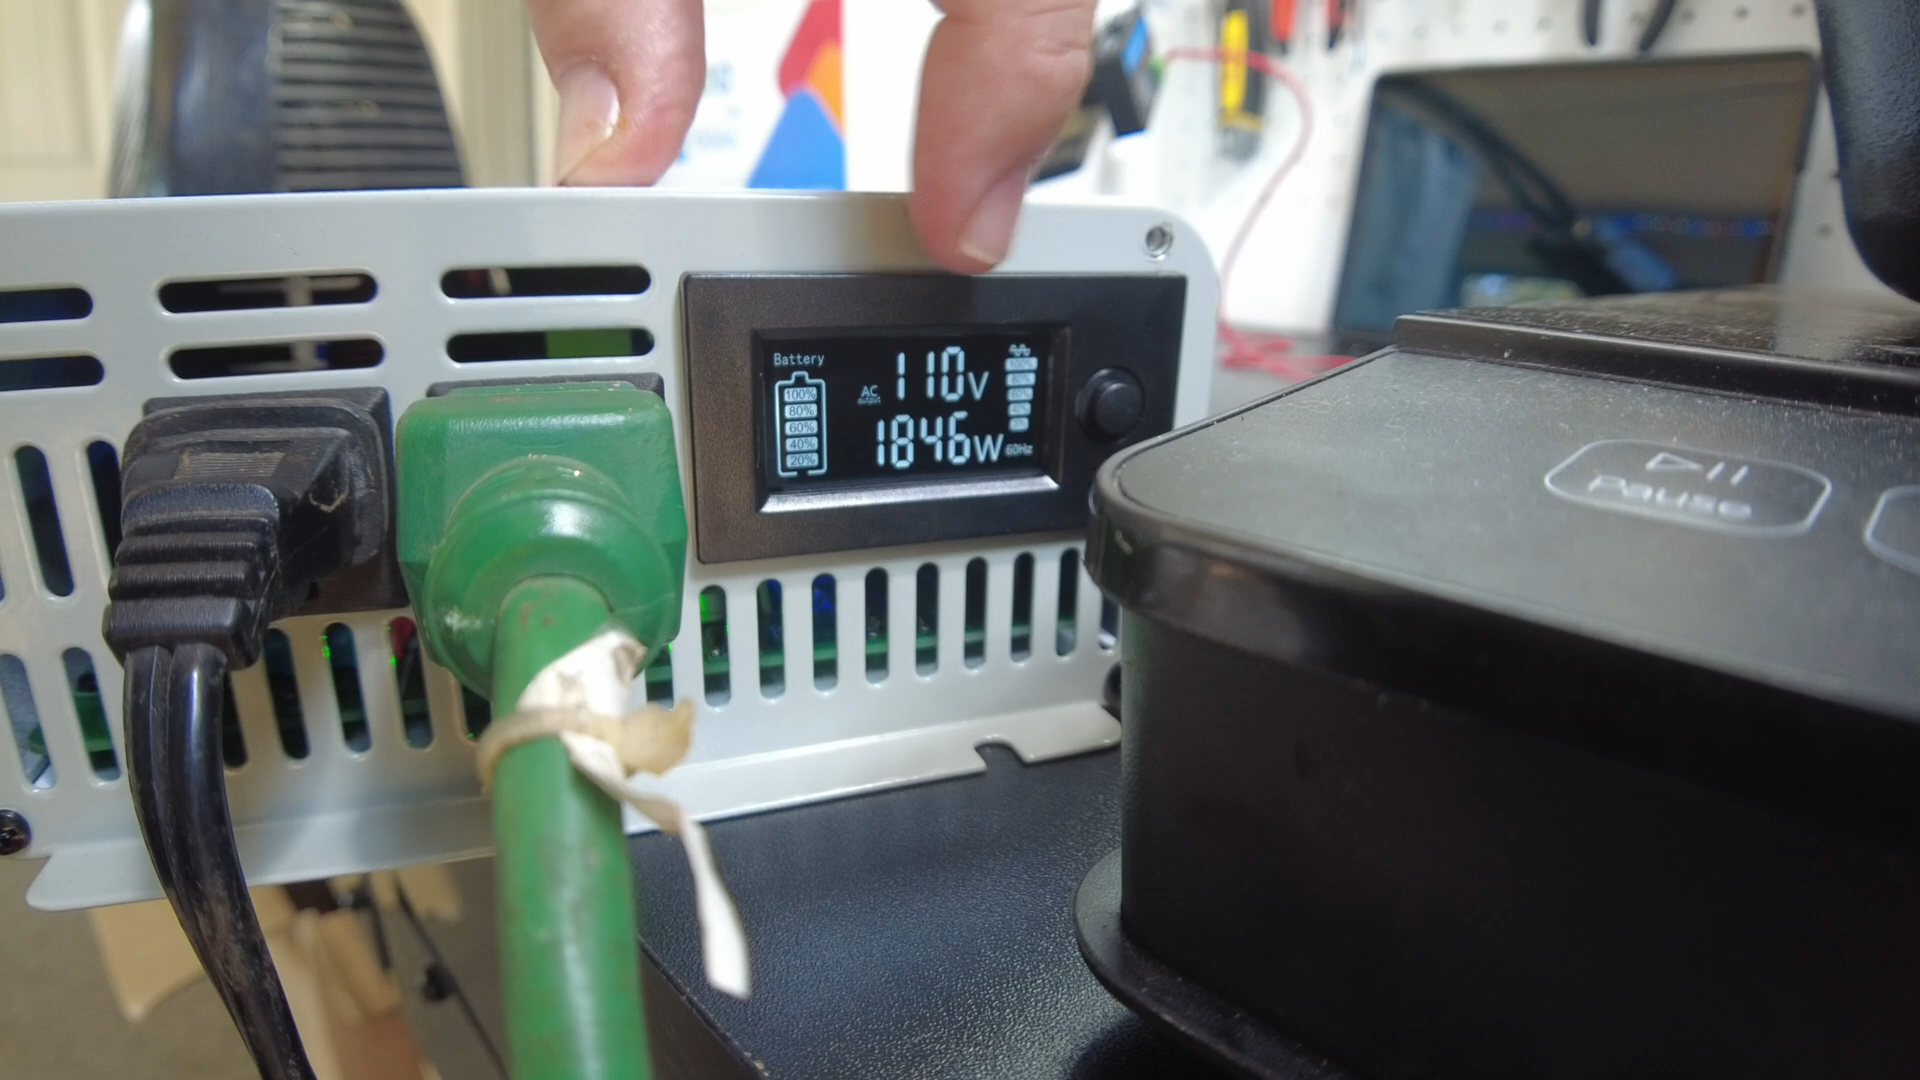 Battery
100%
80%
60%
40%
20%
AC
output
110V
1846W
60Hz
100%
80%
60%
40%
Pause